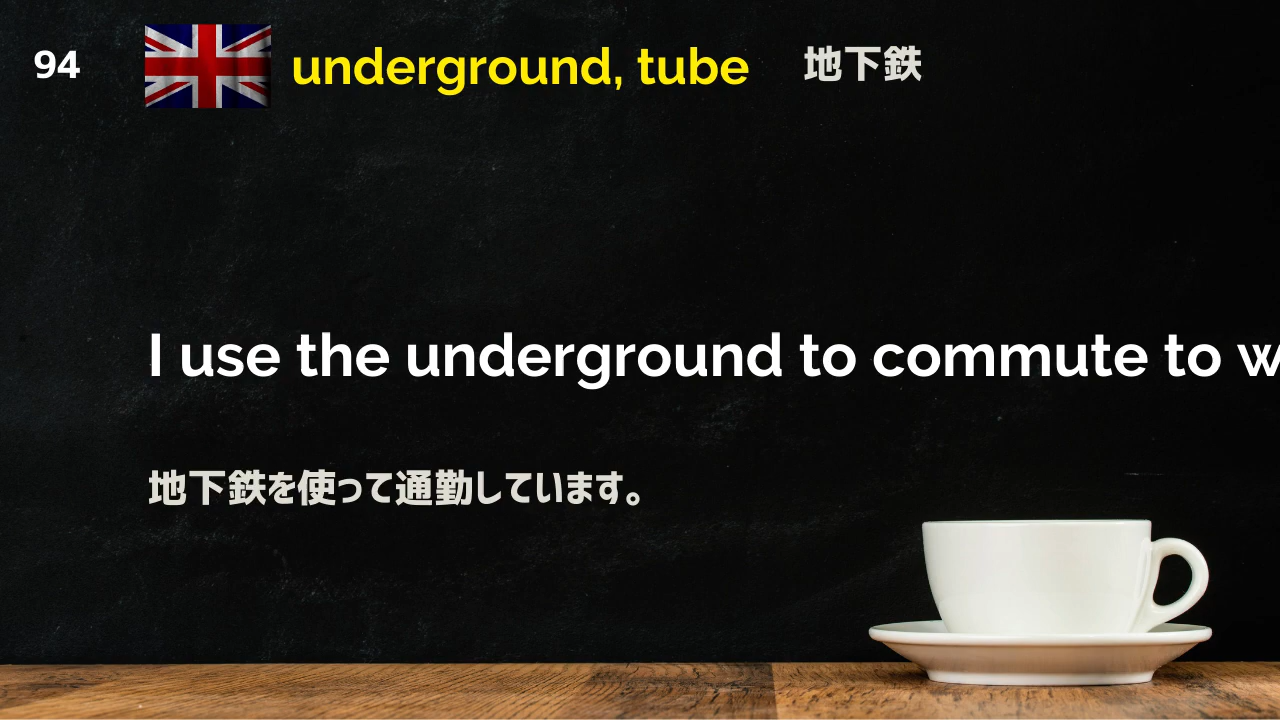 94 underground, tube 地下鉄
I use the underground to commute to
地下鉄を使って通勤しています。